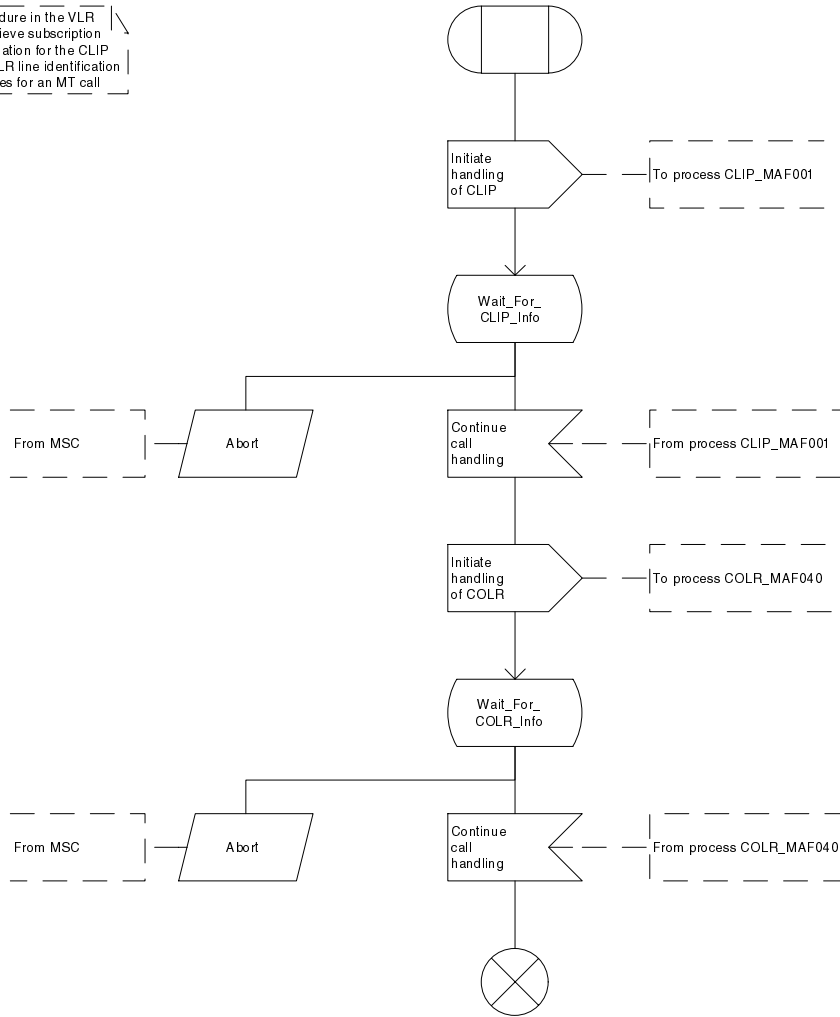 dure in the VLR
ieve subscription
ation for the CLIP
LR line identification
es for an MT call
Initiate
handling
of CLIP
To process CLIP_MAF001
Wait_For_
CLIP_Info
From MSC
Abort
Continue
call
handling
From process CLIP_MAF001
Initiate
handling
of COLR
To process COLR_MAF040
Wait_For_
COLR_Info
From MSC
Abort
Continue
call
handling
From process COLR_MAF040